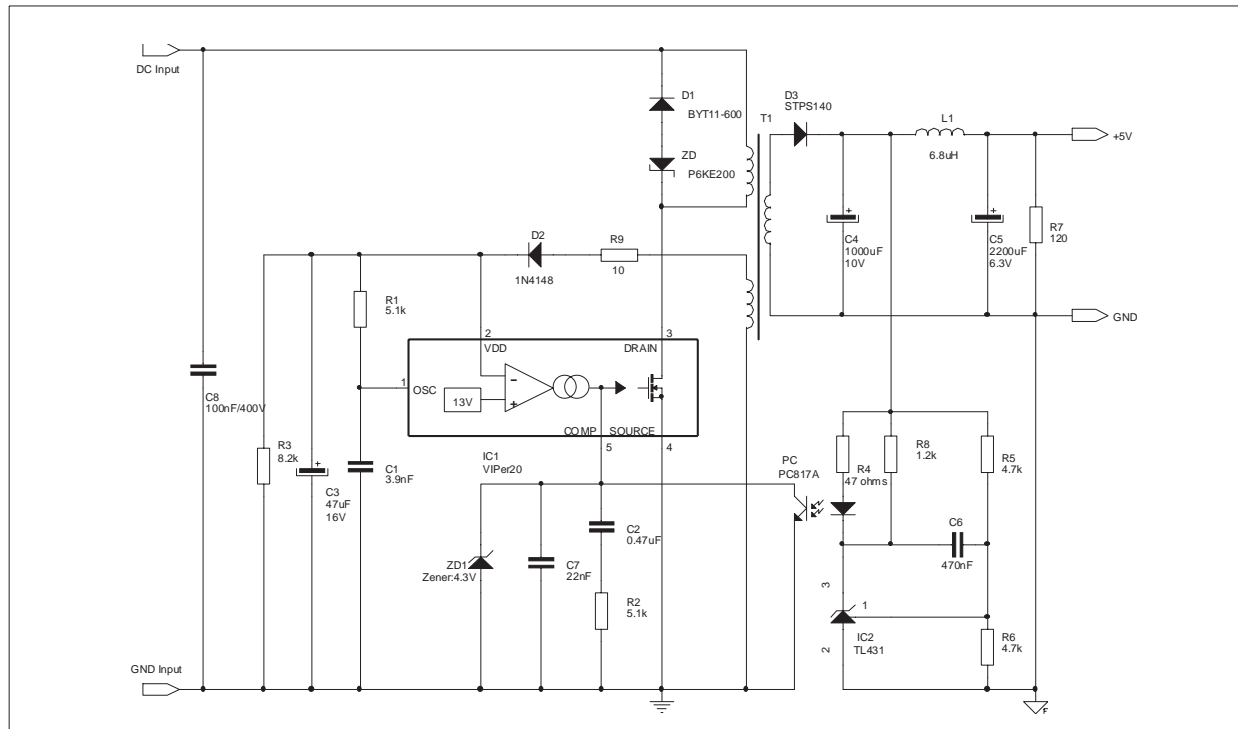 DC Input
D1
BYT11-600
ZD
P6KE200
T1
D3
STPS140
L1
6.8uH
+5V
C4
1000uF
10V
C5
2200uF
6.3V
R7
120
GND
D2
1N4148
R9
10
R1
5.1k
2
VDD
3
DRAIN
1
OSC
13V
COMP
SOURCE
5
4
IC1
VIPer20
C8
100nF/400V
R3
8.2k
C3
47uF
16V
C1
3.9nF
ZD1
Zener:4.3V
C7
22nF
C2
0.47uF
R2
5.1k
PC
PC817A
R4
47 ohms
R8
1.2k
R5
4.7k
C6
470nF
3
1
2
IC2
TL431
R6
4.7k
GND Input
F